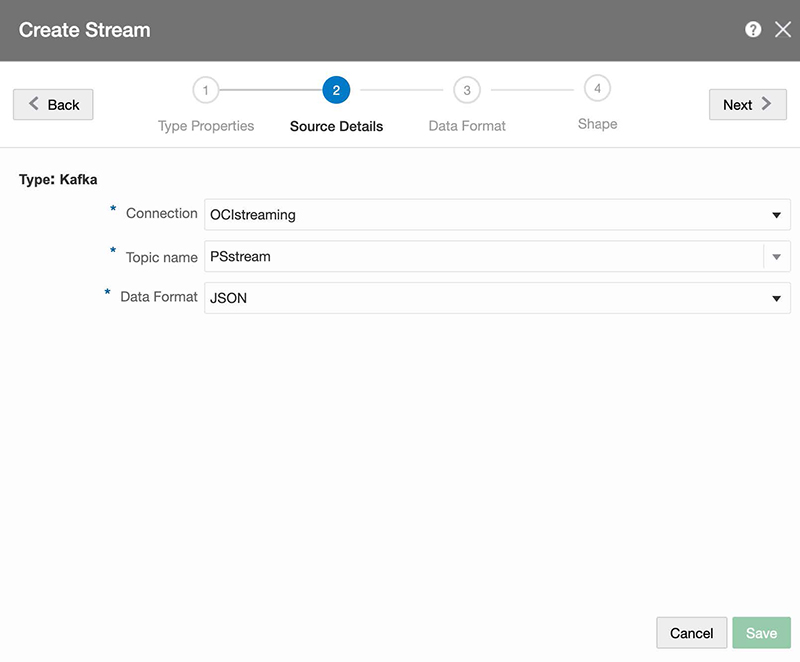 Create Stream ?
Back 1 2 3 4 Next
Type Properties Source Details Data Format Shape
Type: Kafka
* Connection OCIstreaming
* Topic name PSstream
* Data Format JSON
Cancel Save